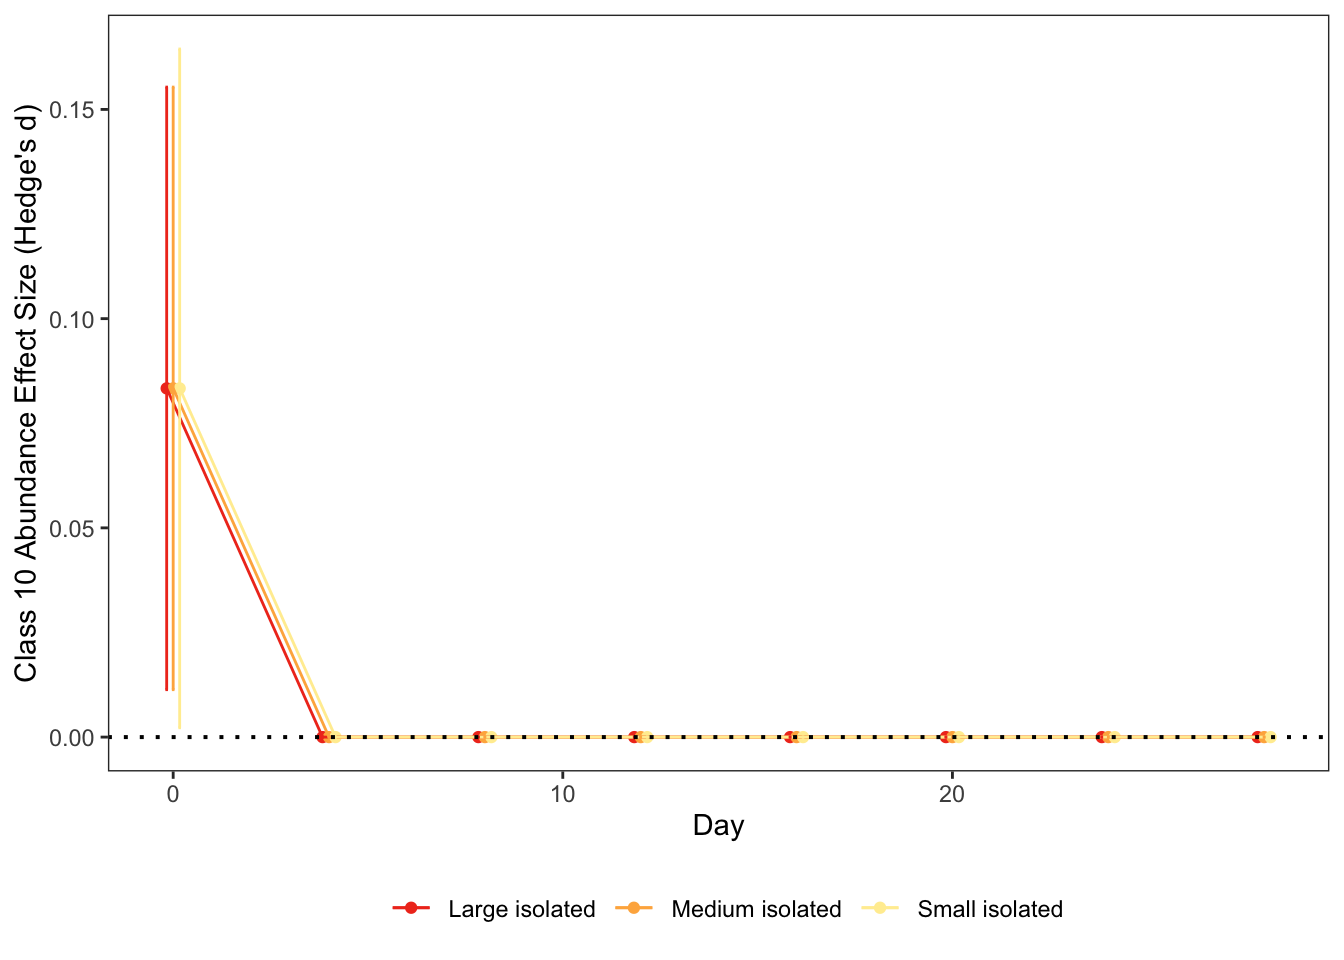 Class 10 Abundance Effect Size (Hedge's d)
0.15
0.10
0.05
0.00
0 10 20
Day
Large isolated Medium isolated Small isolated